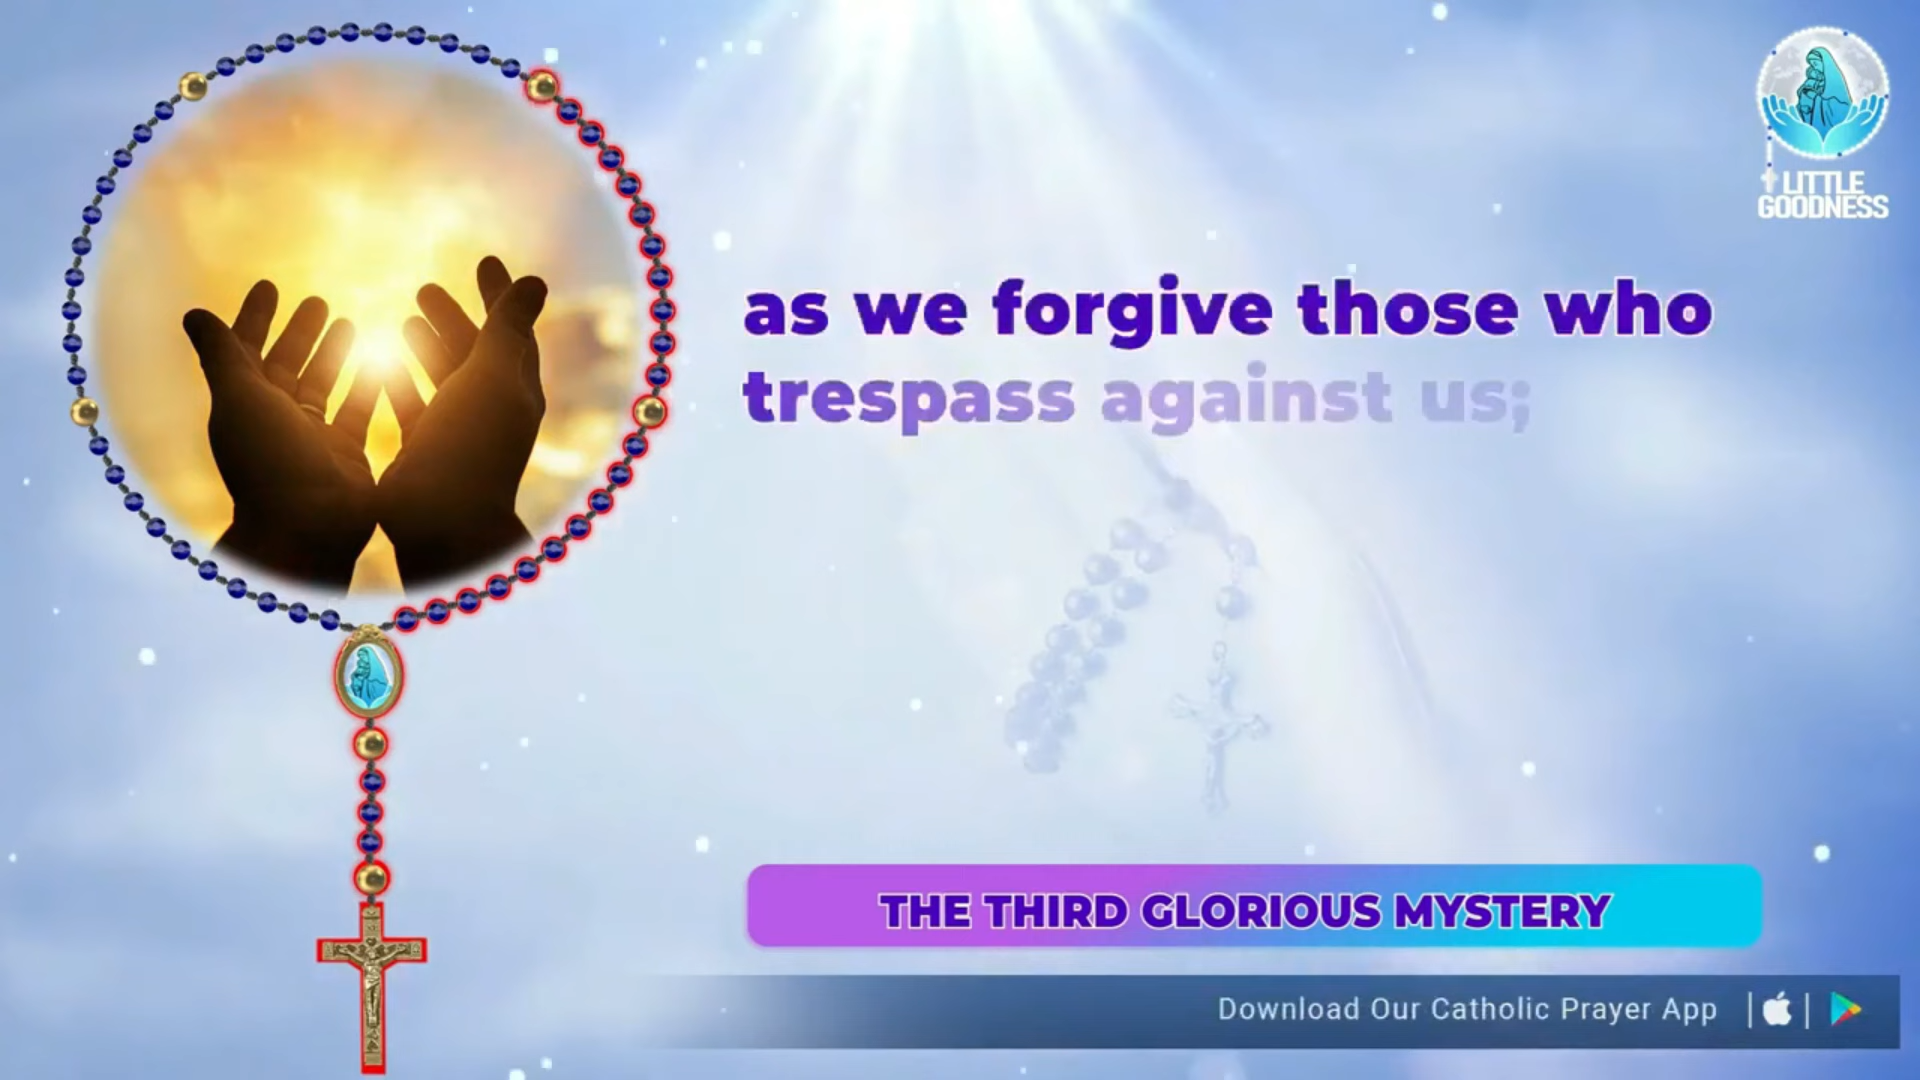 LITTLE
GOODNESS
as we forgive those who
trespass against us;
THE THIRD GLORIOUS MYSTERY
Download Our Catholic Prayer App